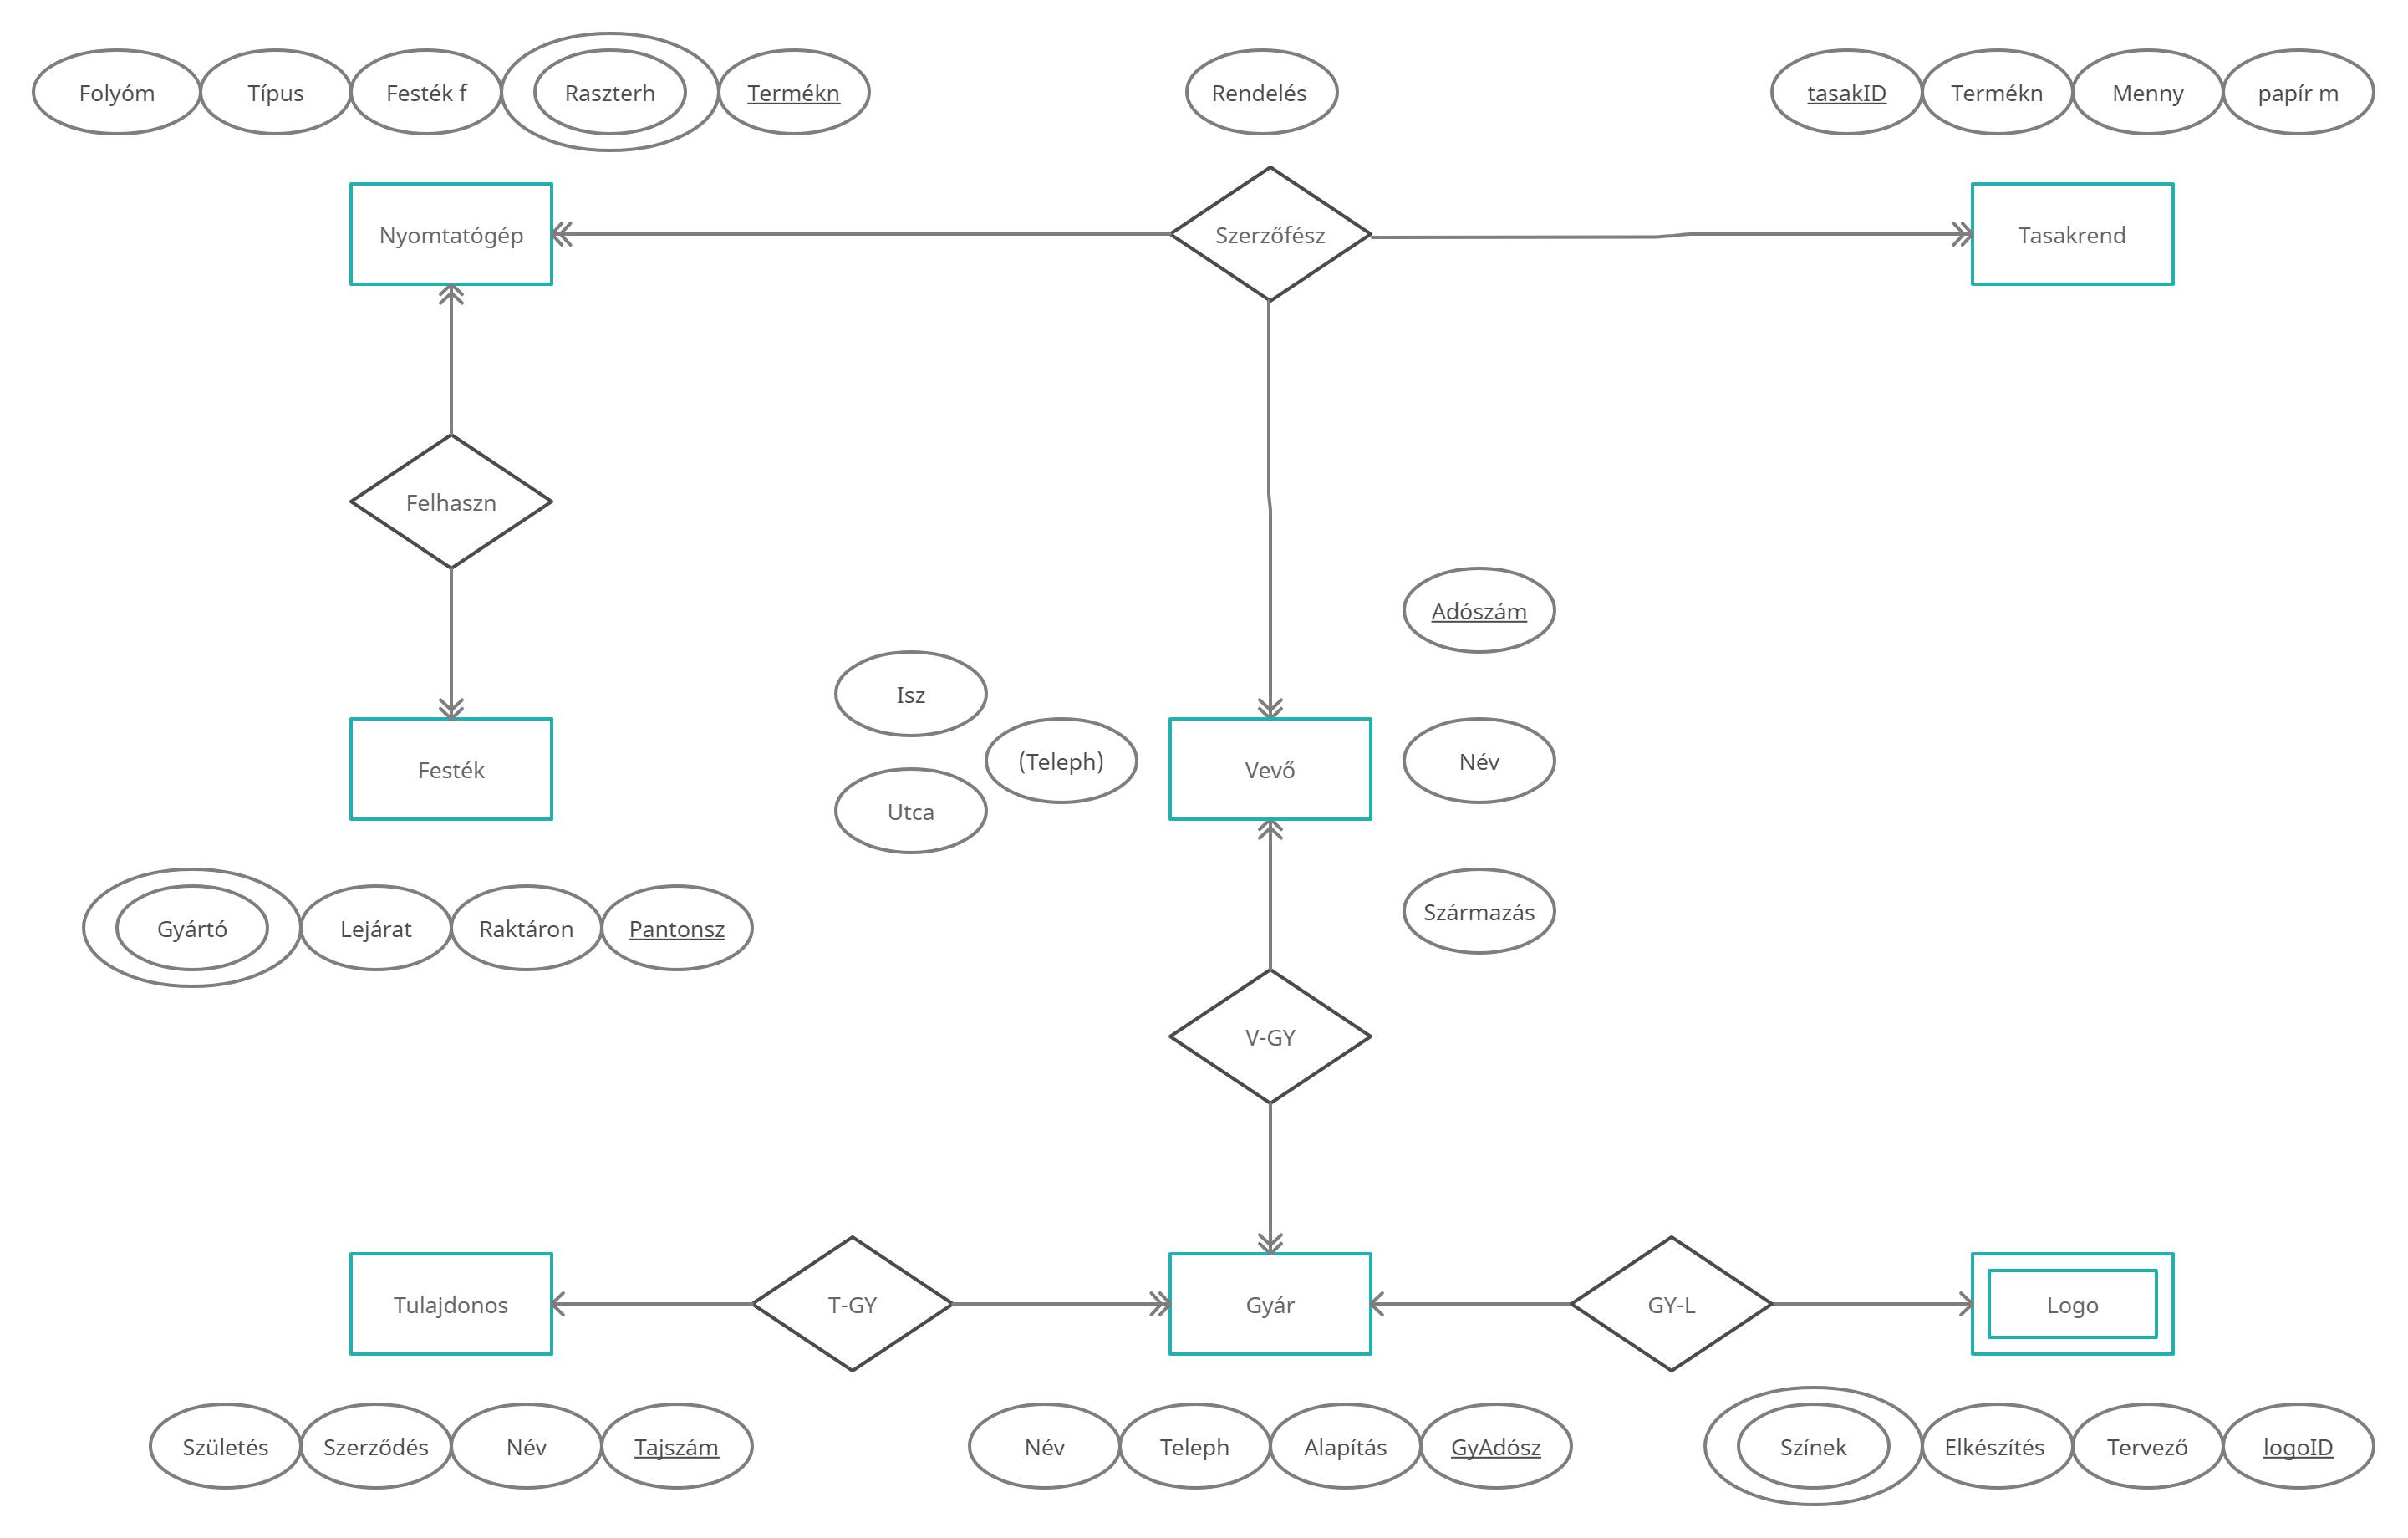 Folyóm
Típus
Festék f
Raszterh
Termékn
Rendelés
tasakID
Termékn
Menny
papír m
Nyomtatógép
Szerzőfész
Tasakrend
Felhaszn
Adószám
Isz
(Teleph)
Név
Festék
Vevő
Utca
Származás
Gyártó
Lejárat
Raktáron
Pantonsz
V-GY
Tulajdonos
T-GY
Gyár
GY-L
Logo
Születés
Szerződés
Név
Tajszám
Név
Teleph
Alapítás
GyAdósz
Színek
Elkészítés
Tervező
logoID